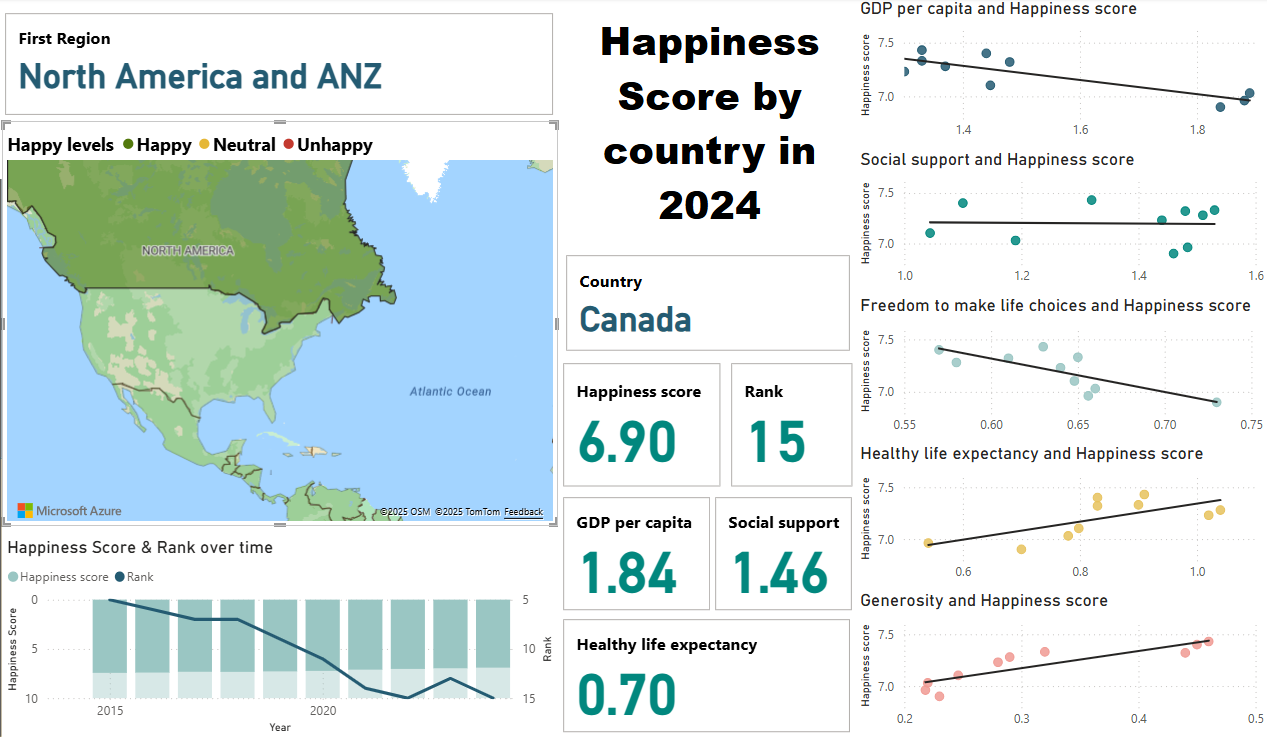 First Region
North America and ANZ
Happy levels Happy Neutral Unhappy
NORTH AMERICA
Atlantic Ocean
Microsoft Azure
©2025 OSM ©2025 TomTom Feedback
Happiness Score & Rank over time
Happiness score Rank
Happiness Score
0
5
10
5
10
15
Rank
2015
2020
Year
Happiness
Score by
country in
2024
Country
Canada
Happiness score
6.90
Rank
15
GDP per capita
1.84
Social support
1.46
Healthy life expectancy
0.70
GDP per capita and Happiness score
Happiness score
7.5
7.0
1.4
1.6
1.8
Social support and Happiness score
Happiness score
7.5
7.0
1.0
1.2
1.4
1.6
Freedom to make life choices and Happiness score
Happiness score
7.5
7.0
0.55
0.60
0.65
0.70
0.75
Healthy life expectancy and Happiness score
Happiness score
7.5
7.0
0.6
0.8
1.0
Generosity and Happiness score
Happiness score
7.5
7.0
0.2
0.3
0.4
0.5